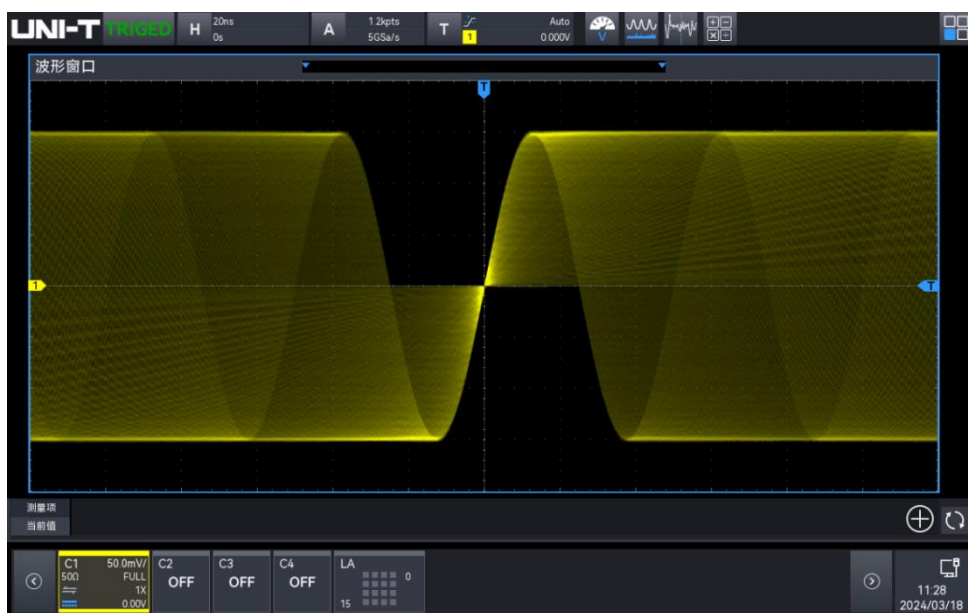 UNI-T TRIGED H 20ns 0s A 1.2kpts 5GSa/s T 1 Auto 0.000V
波形窗口
T
1 T
测量项
当前值
C1 50.0mV/ C2 C3 C4 LA
50Ω FULL OFF OFF OFF 0
1X
0.00V 15
11:28
2024/03/18